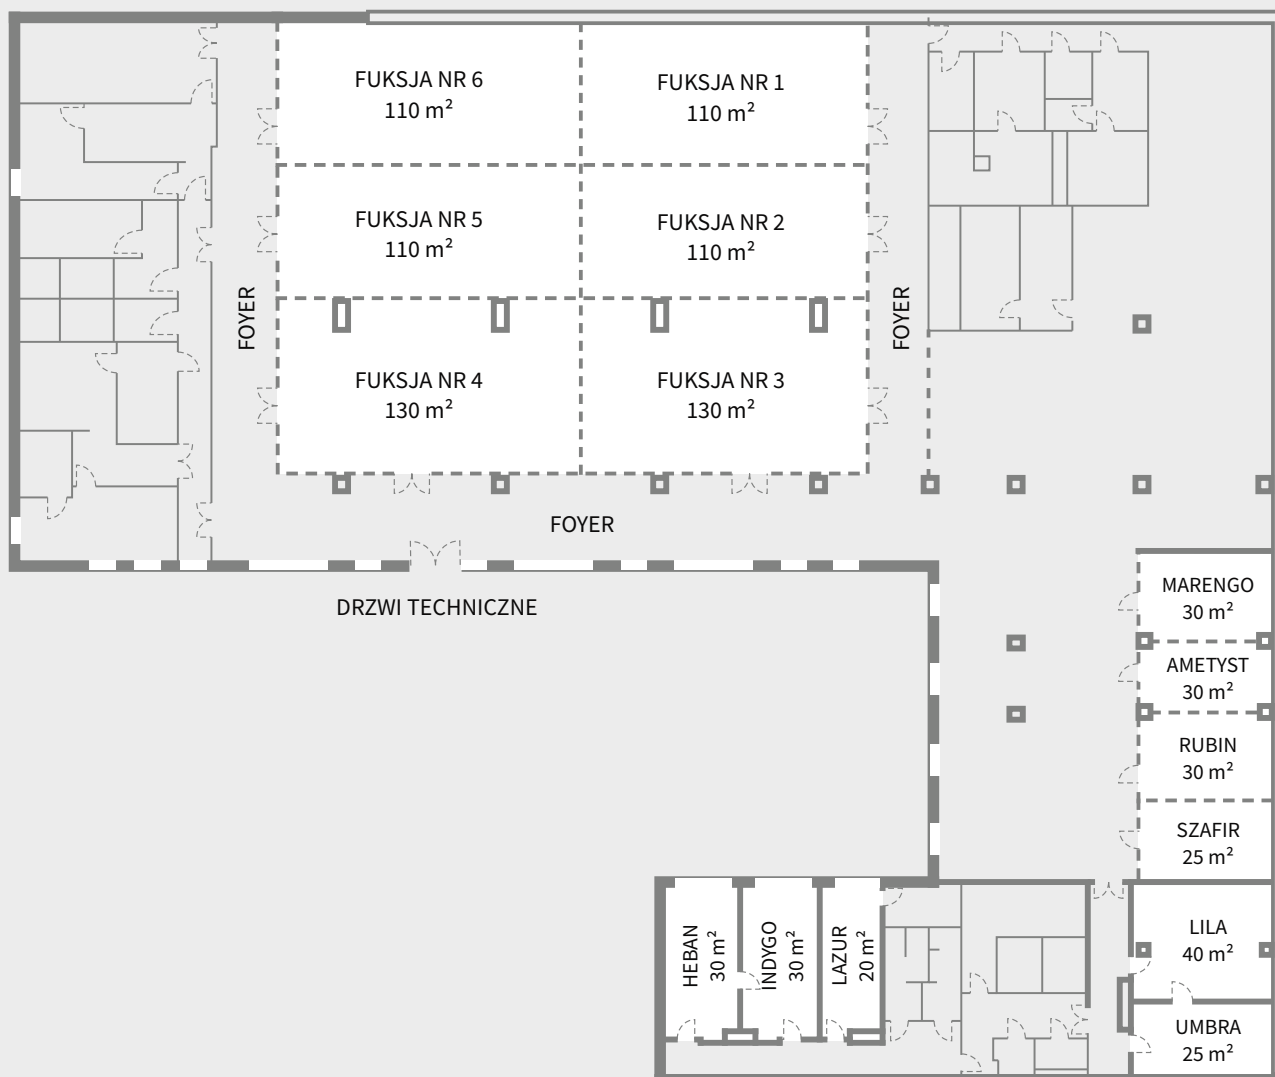 FUKSJA NR 6
110 m²
FUKSJA NR 1
110 m²
FUKSJA NR 5
110 m²
FUKSJA NR 2
110 m²
FOYER
FOYER
FUKSJA NR 4
130 m²
FUKSJA NR 3
130 m²
FOYER
DRZWI TECHNICZNE
MARENGO
30 m²
AMETYST
30 m²
RUBIN
30 m²
SZAFIR
25 m²
HEBAN
30 m²
INDYGO
30 m²
LAZUR
20 m²
LILA
40 m²
UMBRA
25 m²